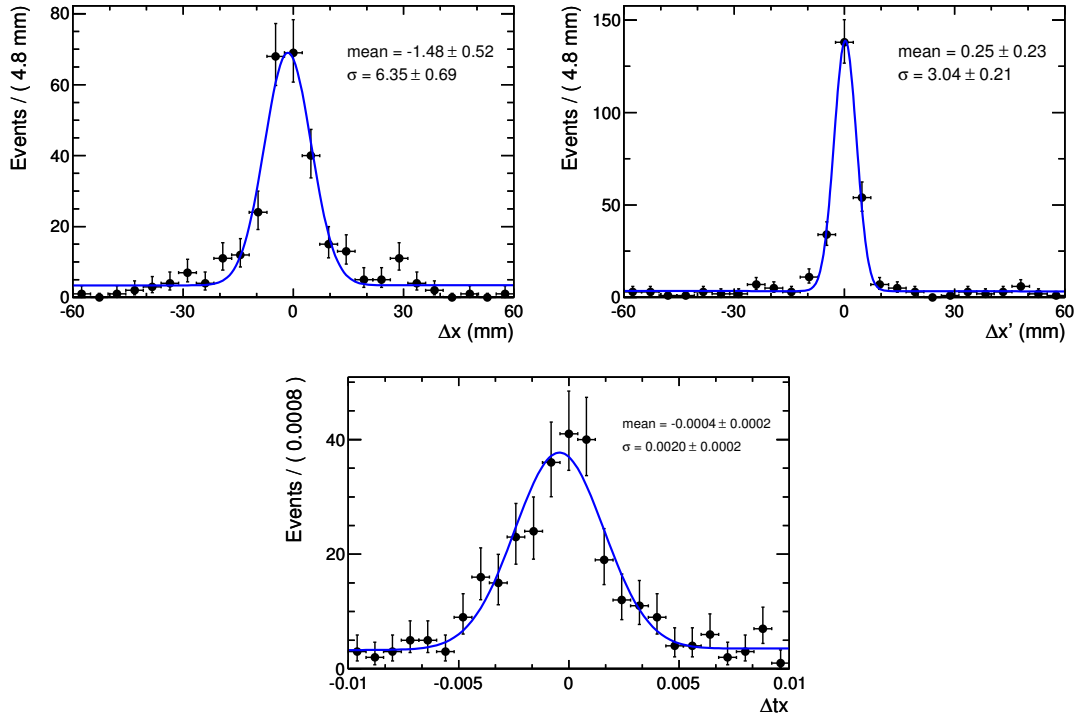 Events / ( 4.8 mm)
80
60
40
20
0
mean = -1.48 ± 0.52
σ = 6.35 ± 0.69
-60 -30 0 30 60
Δx (mm)
Events / ( 4.8 mm)
150
100
50
0
mean = 0.25 ± 0.23
σ = 3.04 ± 0.21
-60 -30 0 30 60
Δx' (mm)
Events / ( 0.0008 )
40
20
0
mean = -0.0004 ± 0.0002
σ = 0.0020 ± 0.0002
-0.01 -0.005 0 0.005 0.01
Δtx